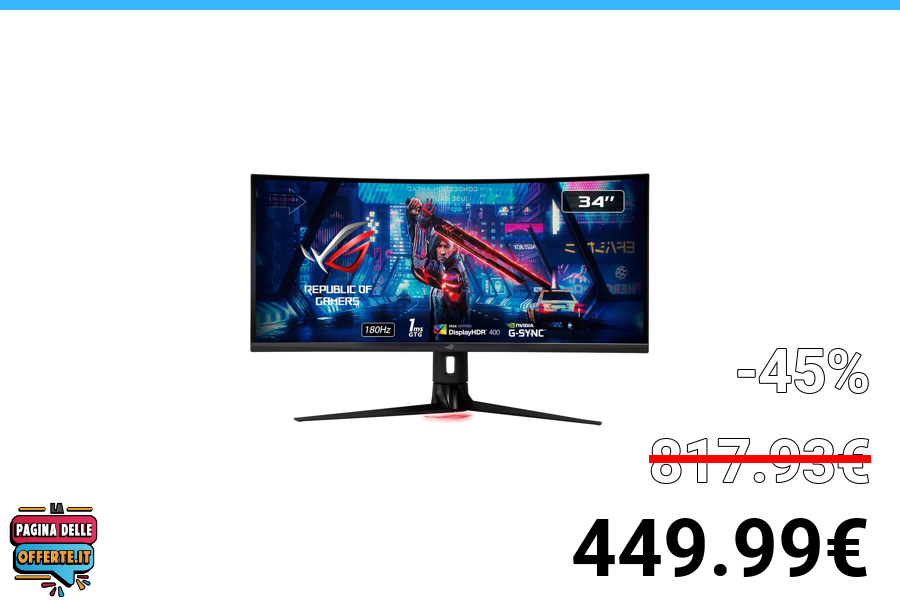 34"
REPUBLIC OF
GAMERS
180Hz
1ms
GTG
DisplayHDR 400
NVIDIA
G-SYNC
-45%
817.93€
449.99€
LA
PAGINA DELLE
OFFERTE.IT